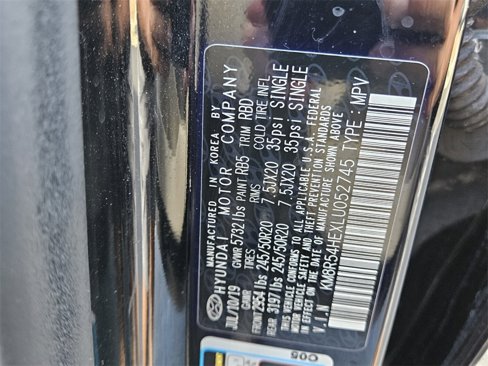 MANUFACTURED IN KOREA BY
HYUNDAI MOTOR COMPANY
JUL/10/19 GVWR 5732 lbs PAINT RB5 TRIM RBD
GAWR TIRES RIMS COLD TIRE INFL
FRONT 2954 lbs 245/50R20 7.5JX20 35psi SINGLE
REAR 3197 lbs 245/50R20 7.5JX20 35psi SINGLE
THIS VEHICLE CONFORMS TO ALL APPLICABLE U.S.A. FEDERAL
MOTOR VEHICLE SAFETY AND THEFT PREVENTION STANDARDS
IN EFFECT ON THE DATE OF MANUFACTURE SHOWN ABOVE
V.I.N KM8R54HEXLU052745 TYPE : MPV